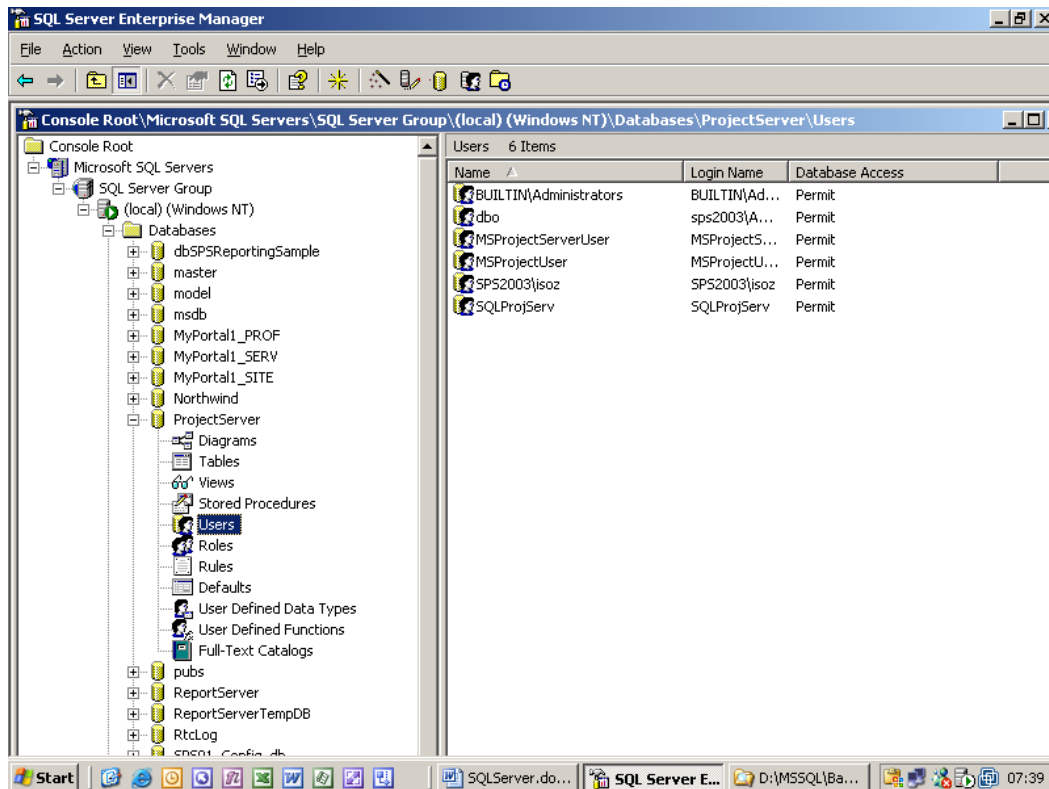 SQL Server Enterprise Manager
File Action View Tools Window Help
Console Root\Microsoft SQL Servers\SQL Server Group\(local) (Windows NT)\Databases\ProjectServer\Users
Console Root
Microsoft SQL Servers
SQL Server Group
(local) (Windows NT)
Databases
dbSPSReportingSample
master
model
msdb
MyPortal1_PROF
MyPortal1_SERV
MyPortal1_SITE
Northwind
ProjectServer
Diagrams
Tables
Views
Stored Procedures
Users
Roles
Rules
Defaults
User Defined Data Types
User Defined Functions
Full-Text Catalogs
pubs
ReportServer
ReportServerTempDB
RtcLog
SPS01_Config_db
Users 6 Items
Name Login Name Database Access
BUILTIN\Administrators BUILTIN\Ad... Permit
dbo sps2003\A... Permit
MSProjectServerUser MSProjectS... Permit
MSProjectUser MSProjectU... Permit
SPS2003\isoz SPS2003\isoz Permit
SQLProjServ SQLProjServ Permit
Start SQLServer.do... SQL Server E... D:\MSSQL\Ba... 07:39